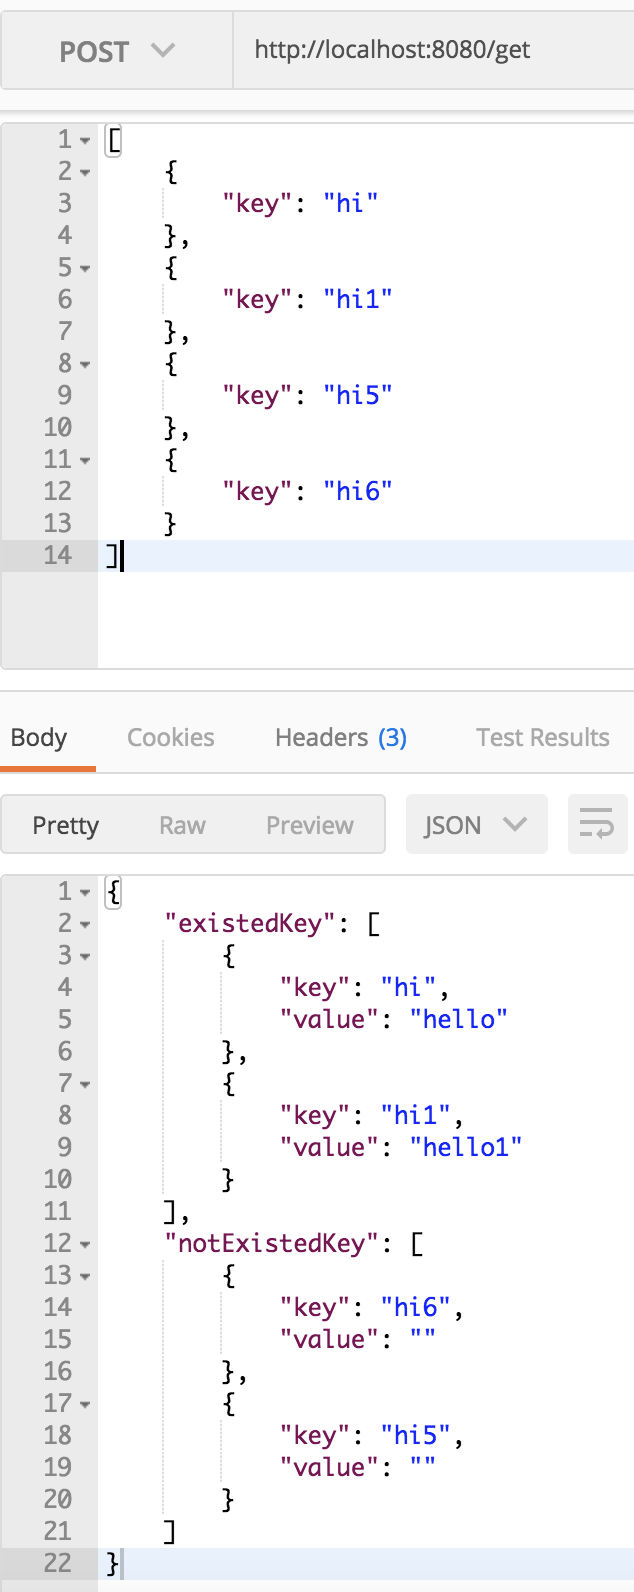 POST http://localhost:8080/get
1 [
2 {
3 "key": "hi"
4 },
5 {
6 "key": "hi1"
7 },
8 {
9 "key": "hi5"
10 },
11 {
12 "key": "hi6"
13 }
14 ]
Body Cookies Headers (3) Test Results
Pretty Raw Preview JSON
1 {
2 "existedKey": [
3 {
4 "key": "hi",
5 "value": "hello"
6 },
7 {
8 "key": "hi1",
9 "value": "hello1"
10 }
11 ],
12 "notExistedKey": [
13 {
14 "key": "hi6",
15 "value": ""
16 },
17 {
18 "key": "hi5",
19 "value": ""
20 }
21 ]
22 }